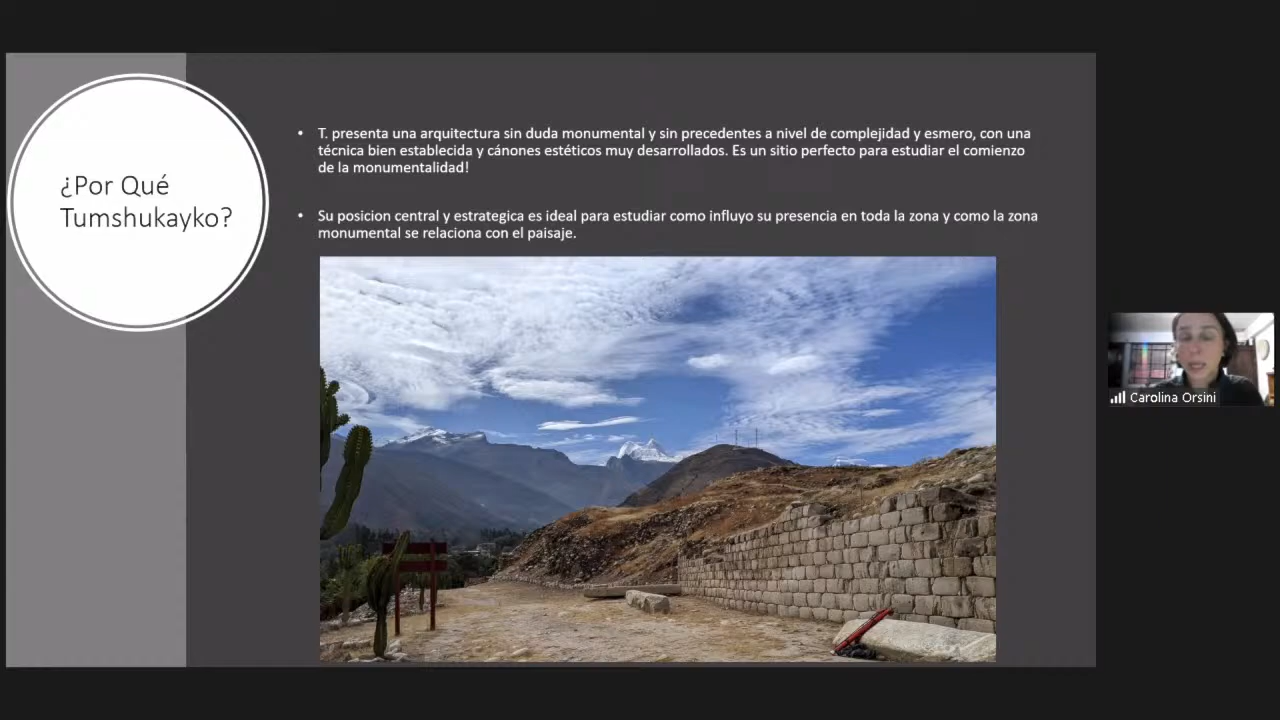 ¿Por Qué
Tumshukayko?
• T. presenta una arquitectura sin duda monumental y sin precedentes a nivel de complejidad y esmero, con una
técnica bien establecida y cánones estéticos muy desarrollados. Es un sitio perfecto para estudiar el comienzo
de la monumentalidad!
• Su posicion central y estrategica es ideal para estudiar como influyo su presencia en toda la zona y como la zona
monumental se relaciona con el paisaje.
Carolina Orsini